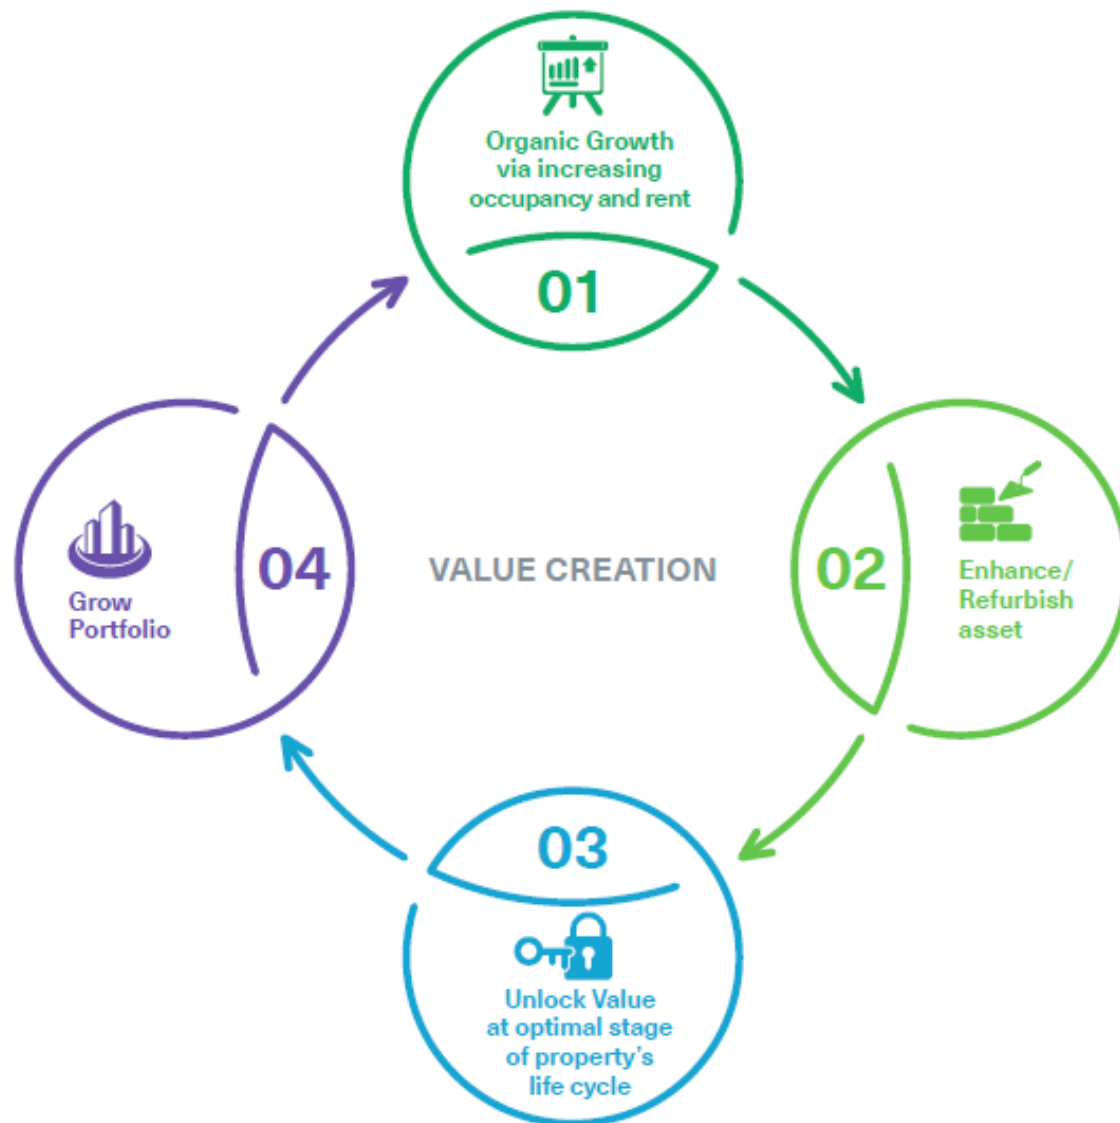 Organic Growth
via increasing
occupancy and rent
01
02
Enhance/
Refurbish
asset
03
Unlock Value
at optimal stage
of property's
life cycle
04
Grow
Portfolio
VALUE CREATION